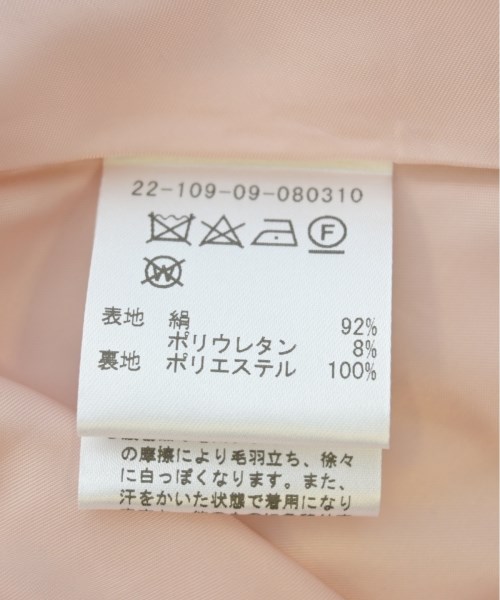 22-109-09-080310
F
W
表地 絹 92%
ポリウレタン 8%
裏地 ポリエステル 100%
の摩擦により毛羽立ち、徐々
に白っぽくなります。また、
汗をかいた状態で着用になり